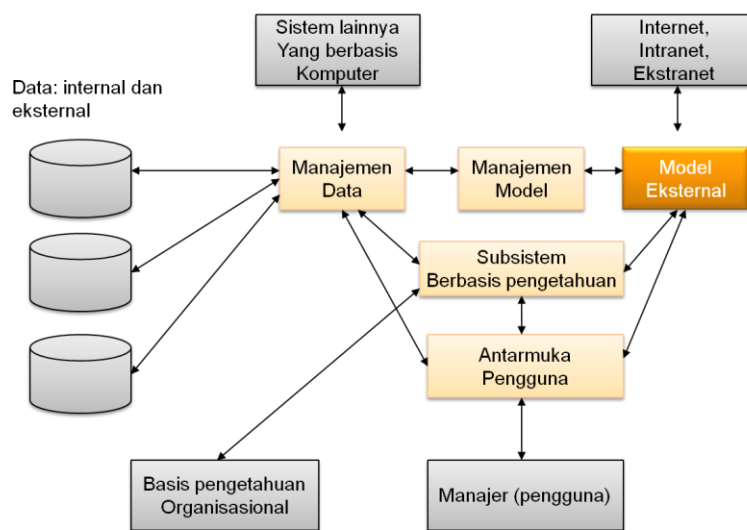 Sistem lainnya
Yang berbasis
Komputer
Internet,
Intranet,
Ekstranet
Data: internal dan
eksternal
Manajemen
Data
Manajemen
Model
Model
Eksternal
Subsistem
Berbasis pengetahuan
Antarmuka
Pengguna
Basis pengetahuan
Organisasional
Manajer (pengguna)